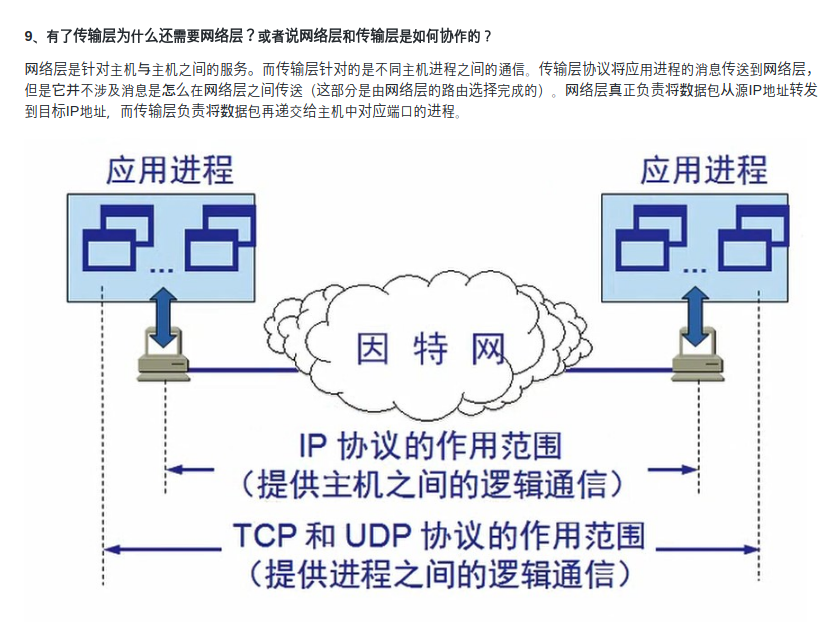 9、有了传输层为什么还需要网络层？或者说网络层和传输层是如何协作的？
网络层是针对主机与主机之间的服务。而传输层针对的是不同主机进程之间的通信。传输层协议将应用进程的消息传送到网络层，
但是它并不涉及消息是怎么在网络层之间传送（这部分是由网络层的路由选择完成的）。网络层真正负责将数据包从源IP地址转发
到目标IP地址，而传输层负责将数据包再递交给主机中对应端口的进程。
应用进程
应用进程
...
...
因特网
IP 协议的作用范围
（提供主机之间的逻辑通信）
TCP 和 UDP 协议的作用范围
（提供进程之间的逻辑通信）